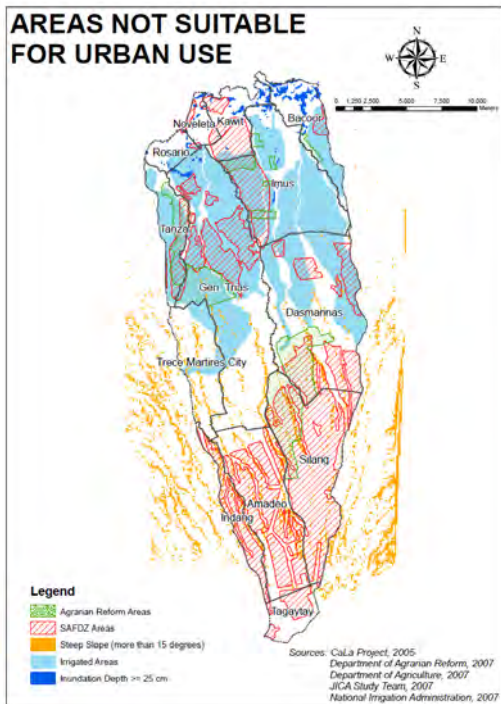 AREAS NOT SUITABLE
FOR URBAN USE
N
W E
S
0 1,250 2,500 5,000 7,500 10,000
Meters
Noveleta
Kawit
Bacoor
Rosario
Imus
Tanza
Gen. Trias
Dasmarinas
Trece Martires City
Silang
Amadeo
Indang
Tagaytay
Legend
Agrarian Reform Areas
SAFDZ Areas
Steep Slope (more than 15 degrees)
Irrigated Areas
Inundation Depth >= 25 cm
Sources: CaLa Project, 2005
Department of Agrarian Reform, 2007
Department of Agriculture, 2007
JICA Study Team, 2007
National Irrigation Administration, 2007